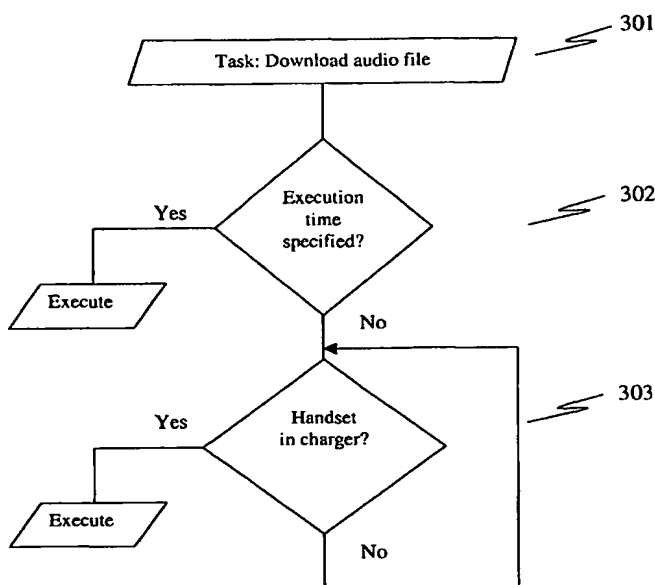 301
Task: Download audio file
302
Execution
time
specified?
Yes
Execute
No
303
Handset
in charger?
Yes
Execute
No